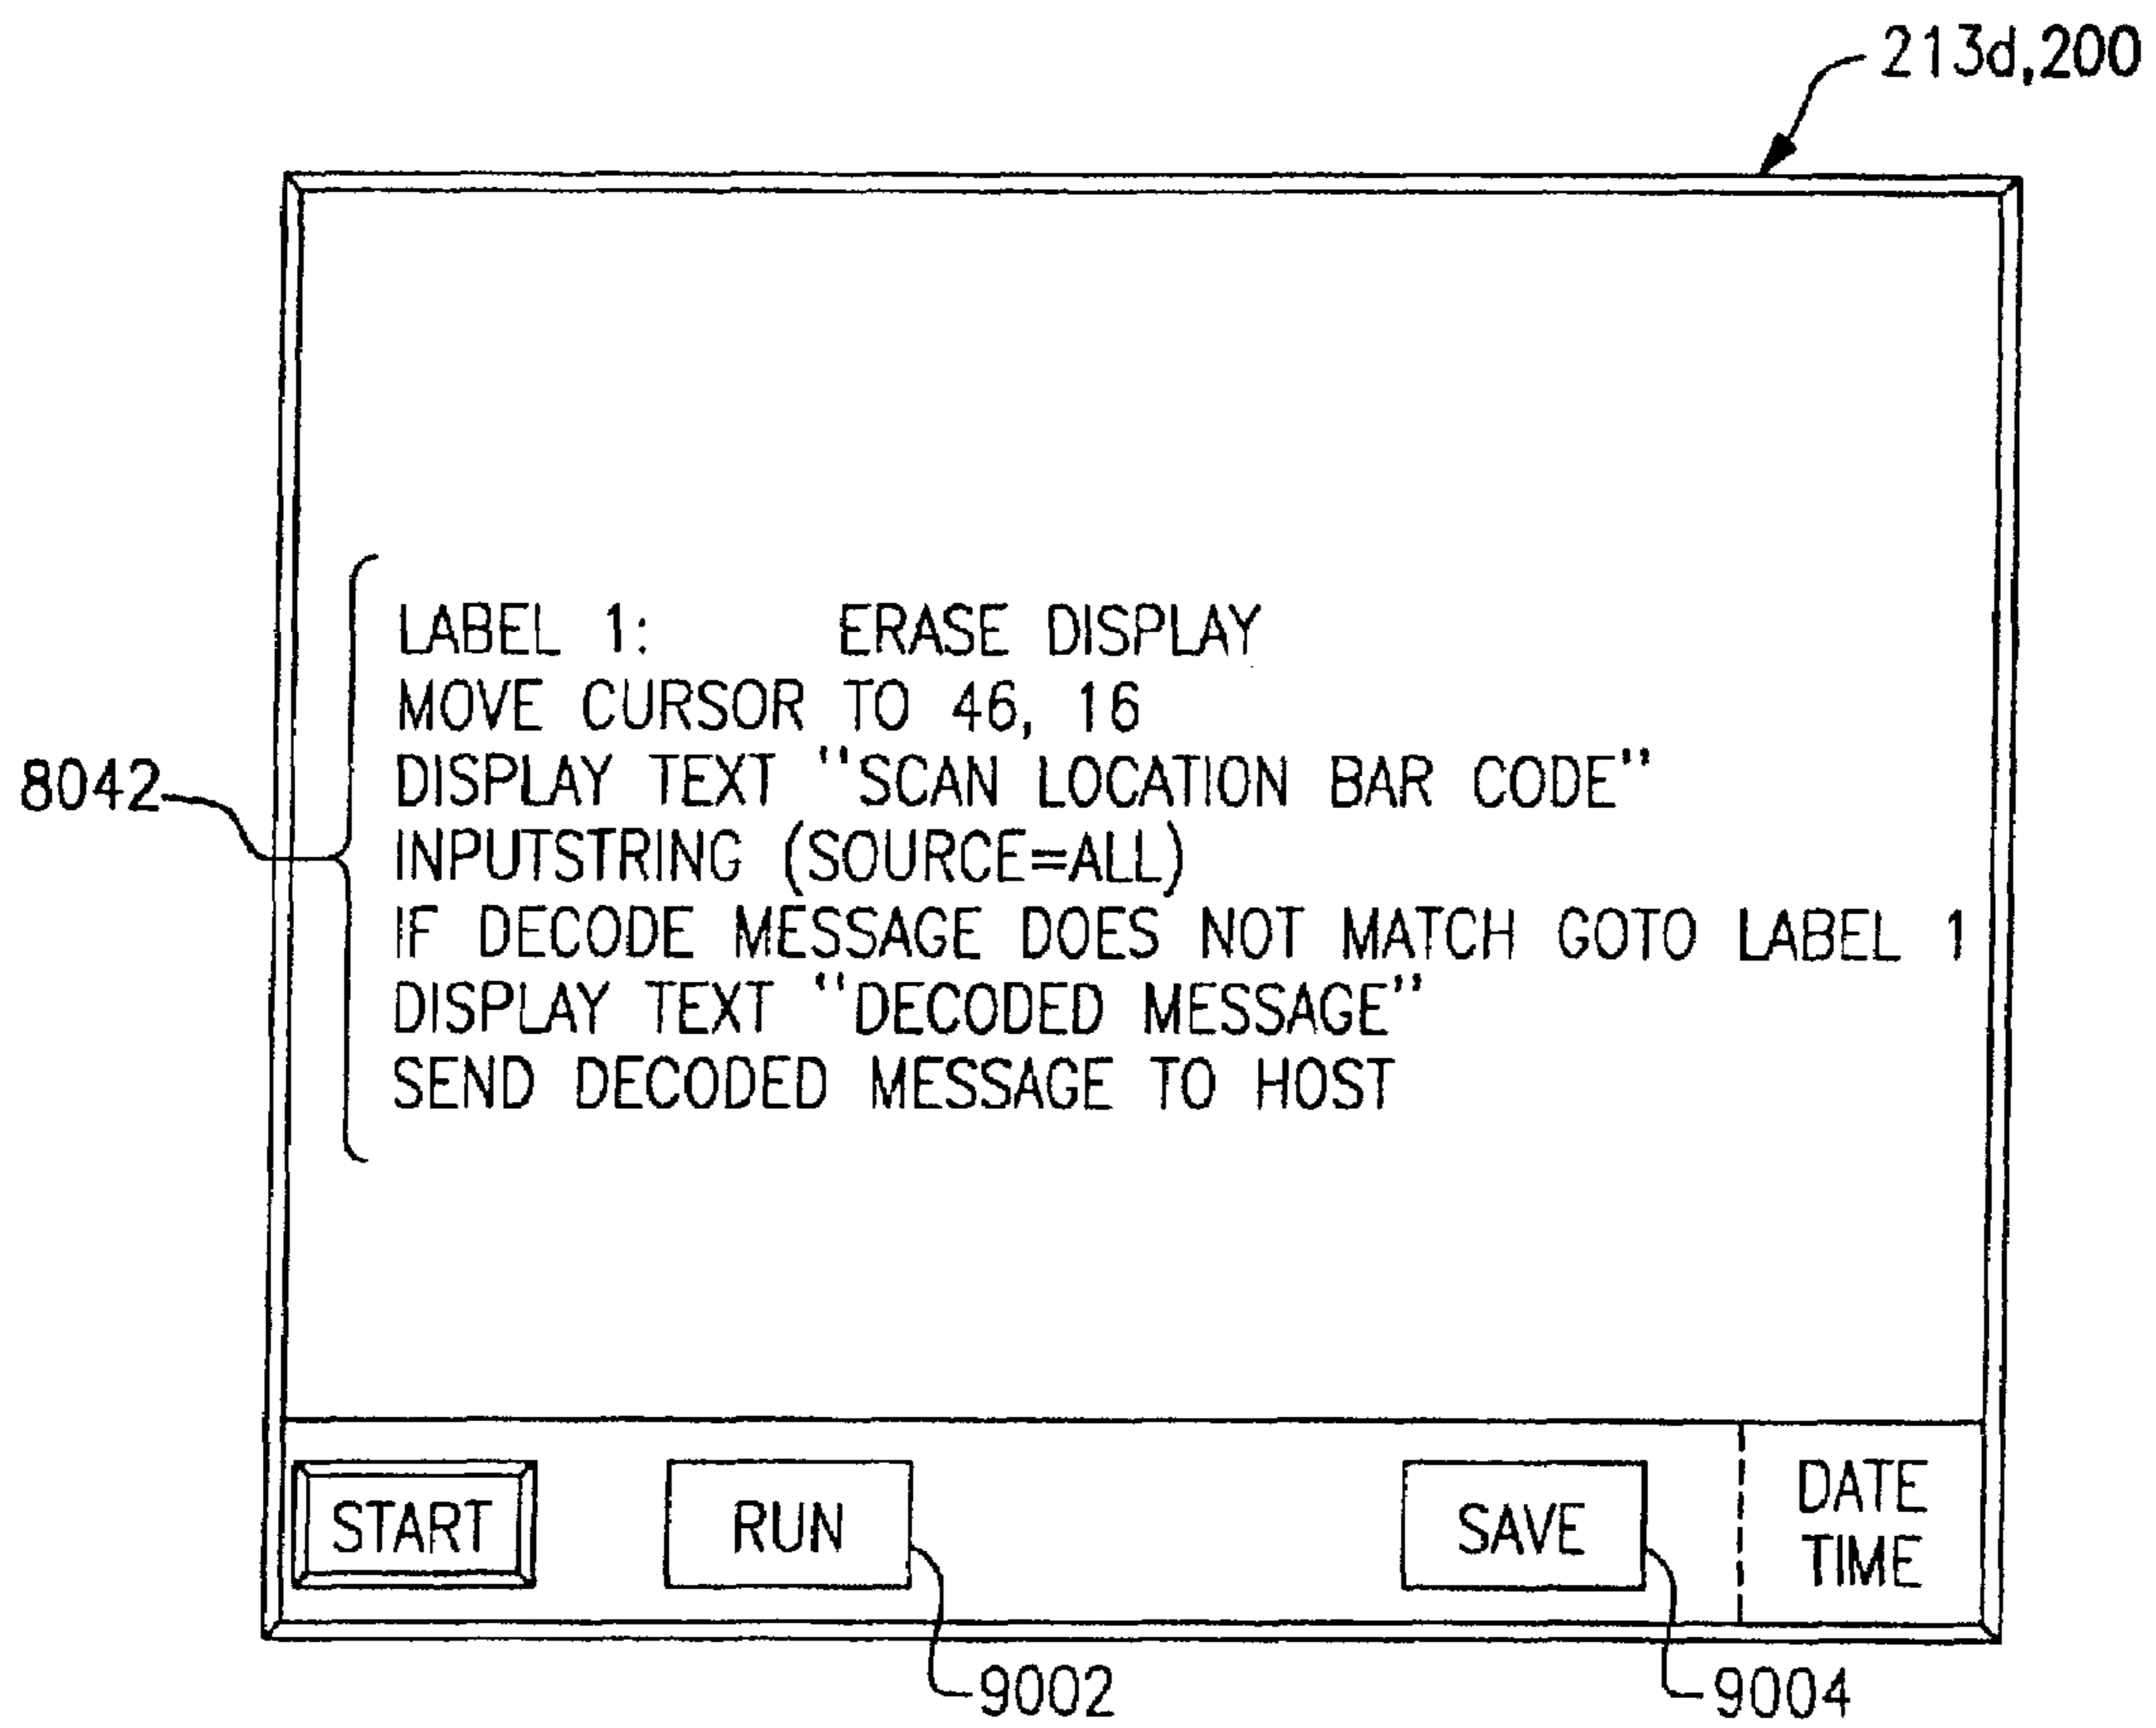 213d,200
LABEL 1: ERASE DISPLAY
MOVE CURSOR TO 46, 16
DISPLAY TEXT "SCAN LOCATION BAR CODE"
8042
INPUTSTRING (SOURCE=ALL)
IF DECODE MESSAGE DOES NOT MATCH GOTO LABEL 1
DISPLAY TEXT "DECODED MESSAGE"
SEND DECODED MESSAGE TO HOST
START
RUN
SAVE
DATE
TIME
9002
9004